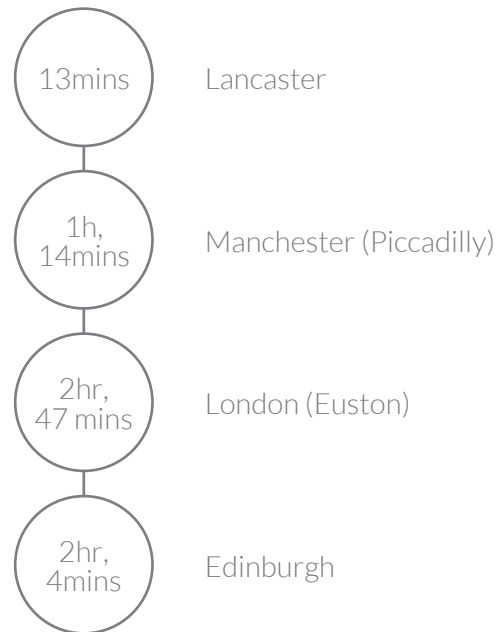 13mins
Lancaster
1h,
14mins
Manchester (Piccadilly)
2hr,
47 mins
London (Euston)
2hr,
4mins
Edinburgh